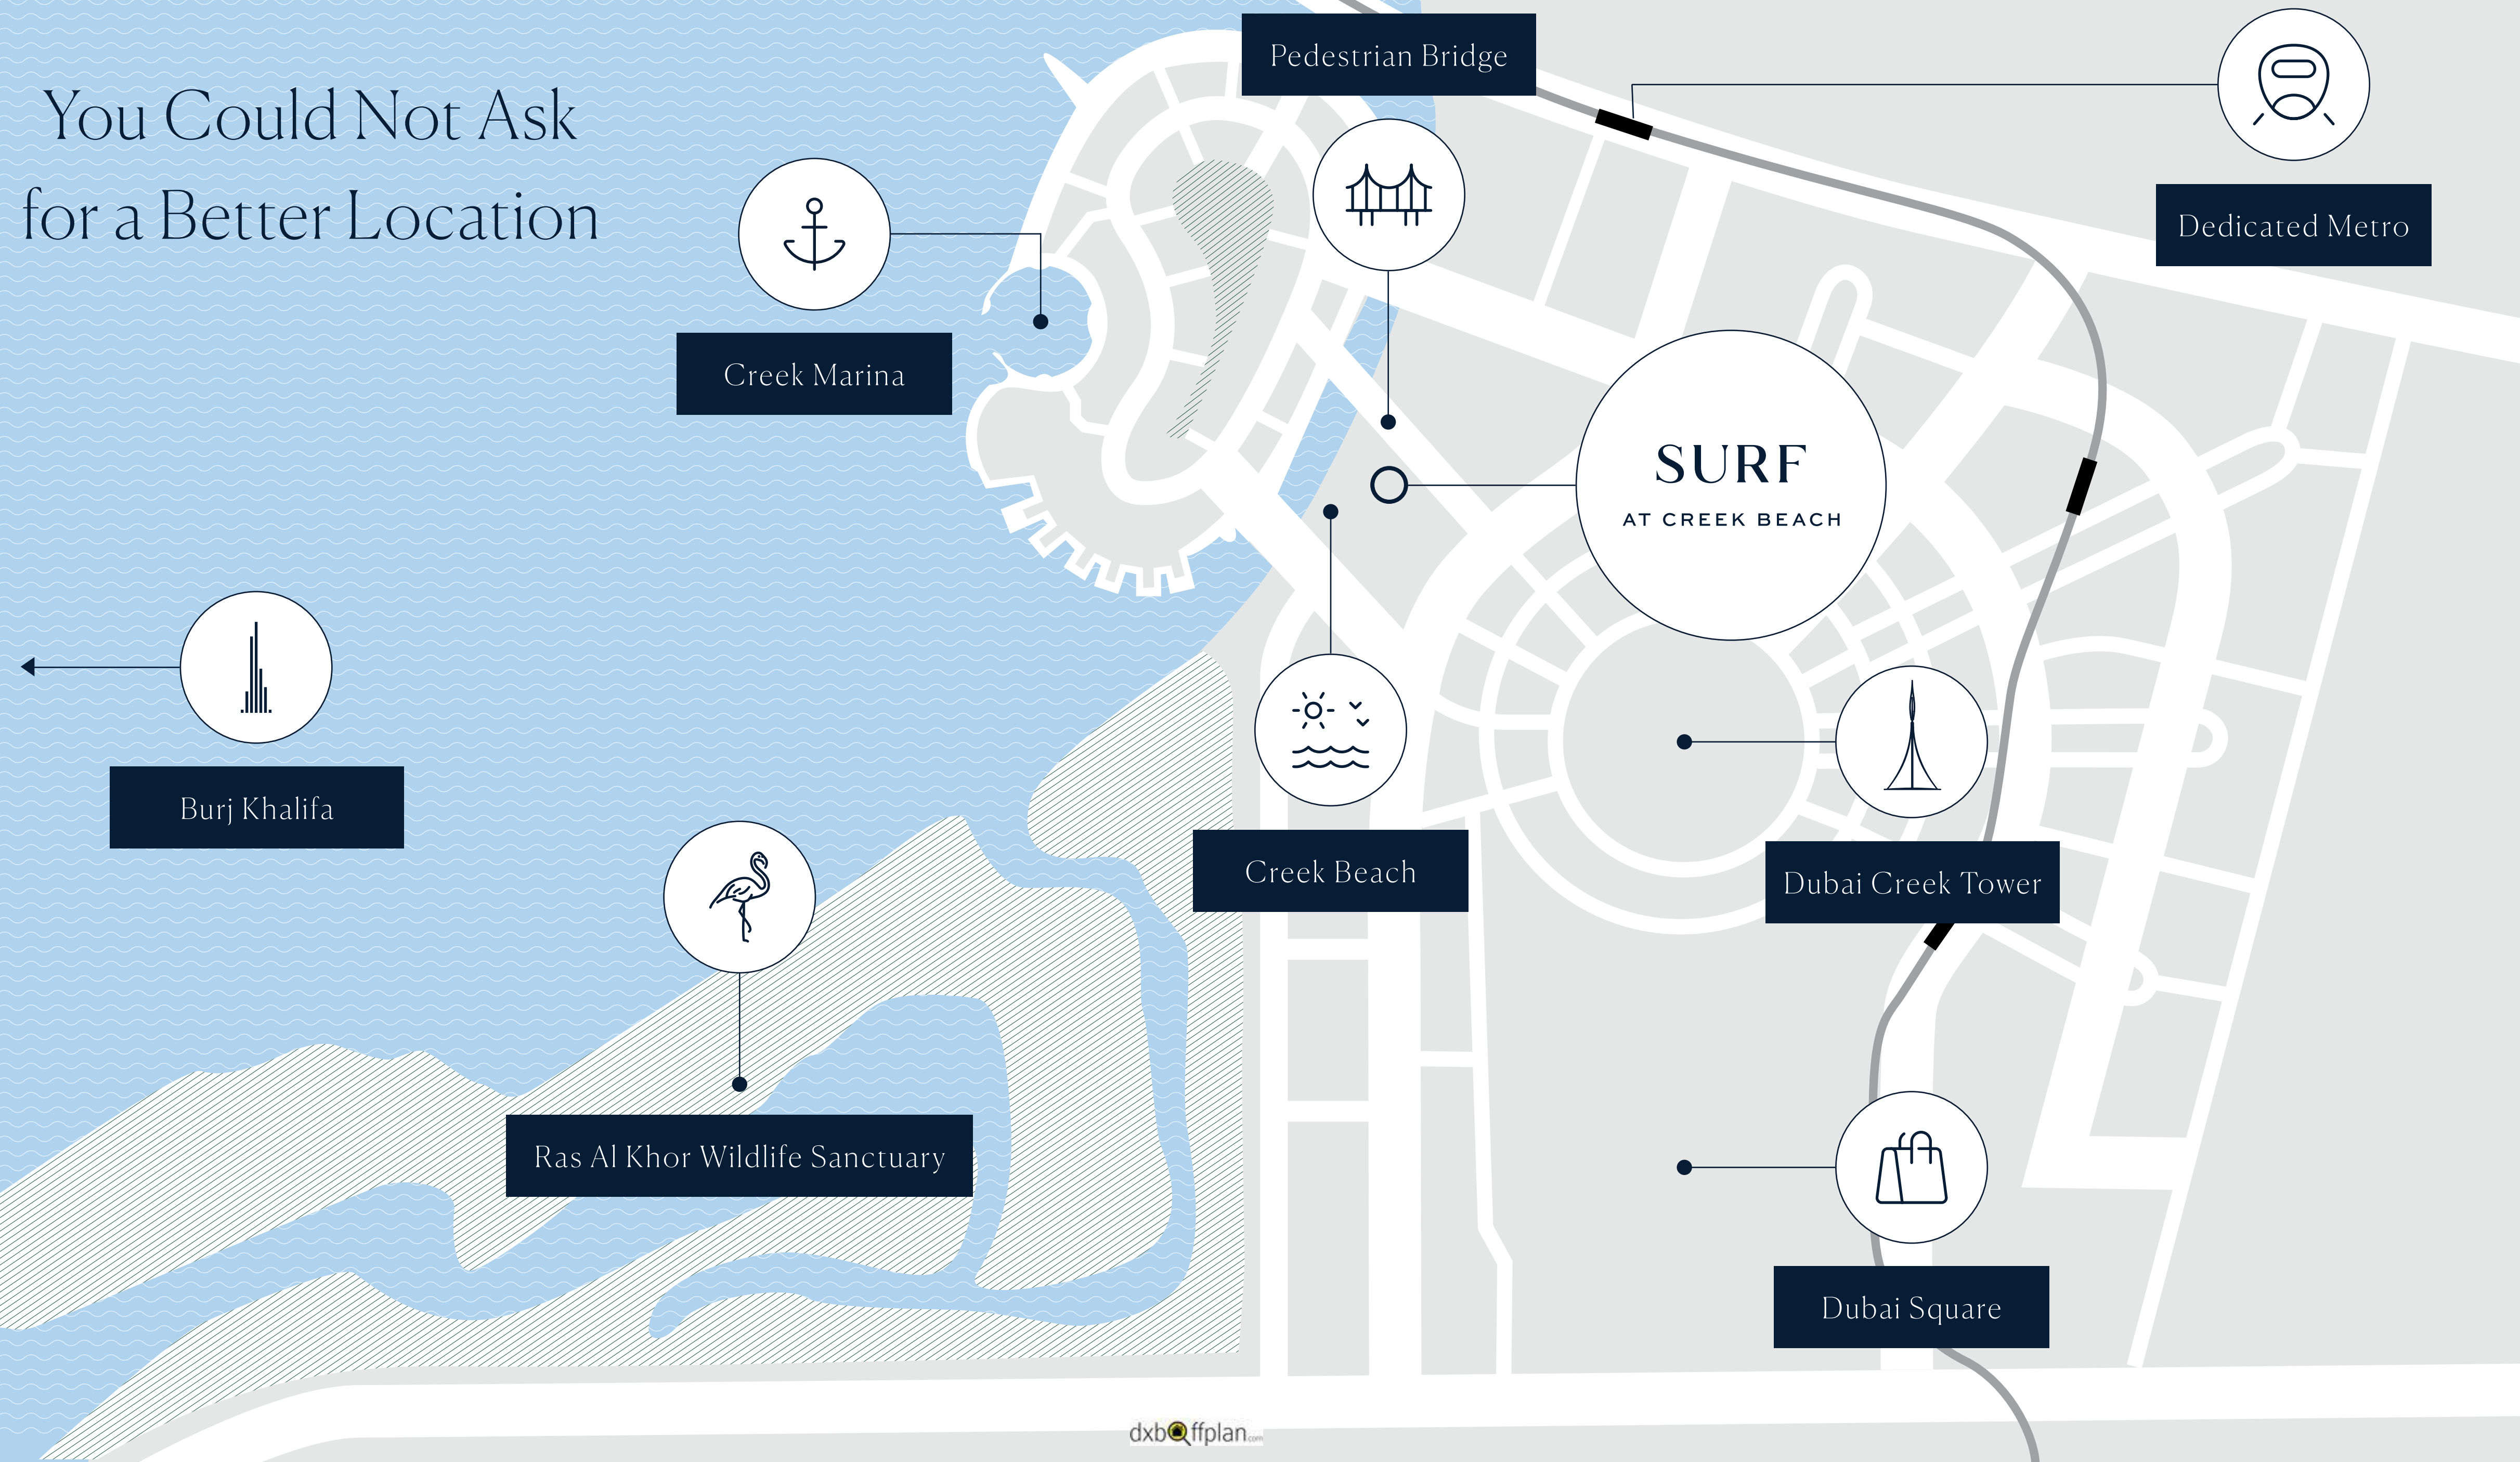 You Could Not Ask
for a Better Location
Pedestrian Bridge
Dedicated Metro
Creek Marina
SURF
AT CREEK BEACH
Burj Khalifa
Creek Beach
Dubai Creek Tower
Ras Al Khor Wildlife Sanctuary
Dubai Square
dxboffplan.com